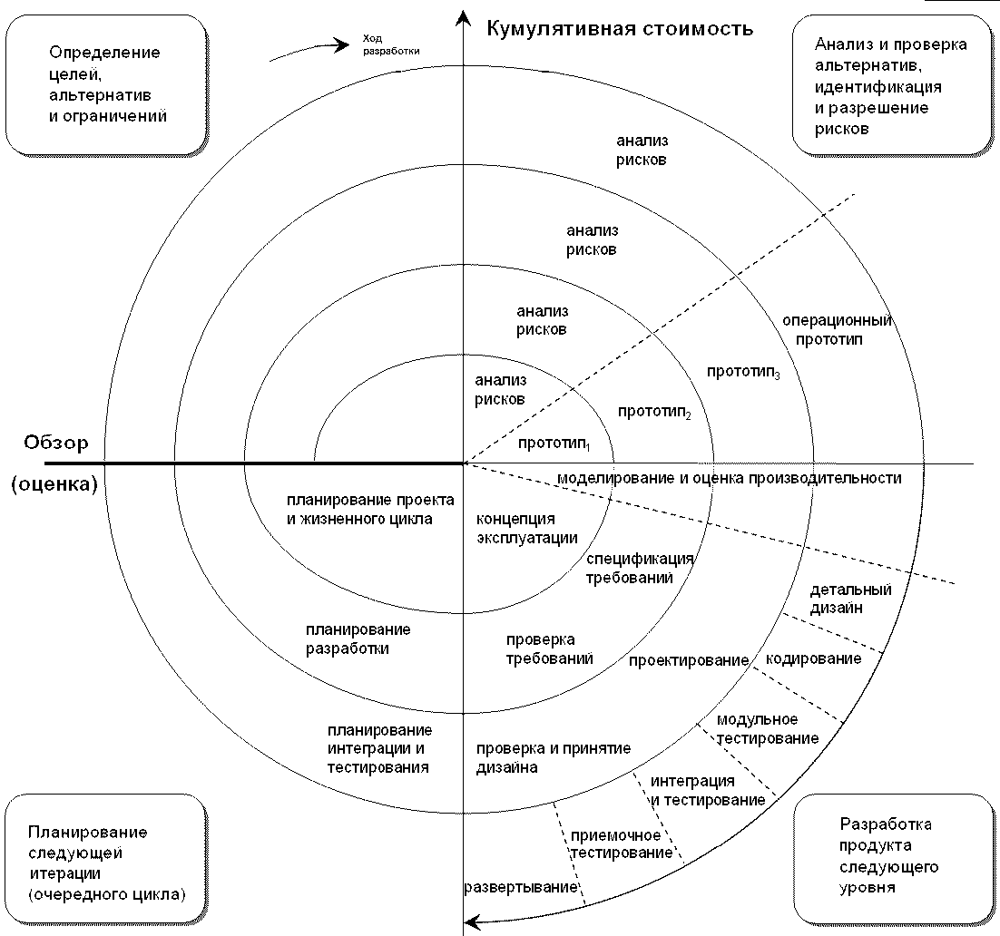 Определение
целей,
альтернатив
и ограничений
Ход
разработки
Кумулятивная стоимость
Анализ и проверка
альтернатив,
идентификация
и разрешение
рисков
анализ
рисков
анализ
рисков
анализ
рисков
анализ
рисков
операционный
прототип
прототип3
прототип2
прототип1
Обзор
(оценка)
моделирование и оценка производительности
планирование проекта
и жизненного цикла
концепция
эксплуатации
спецификация
требований
детальный
дизайн
планирование
разработки
проверка
требований
проектирование
кодирование
модульное
тестирование
планирование
интеграции и
тестирования
проверка и принятие
дизайна
интеграция
и тестирование
приемочное
тестирование
развертывание
Планирование
следующей
итерации
(очередного цикла)
Разработка
продукта
следующего
уровня